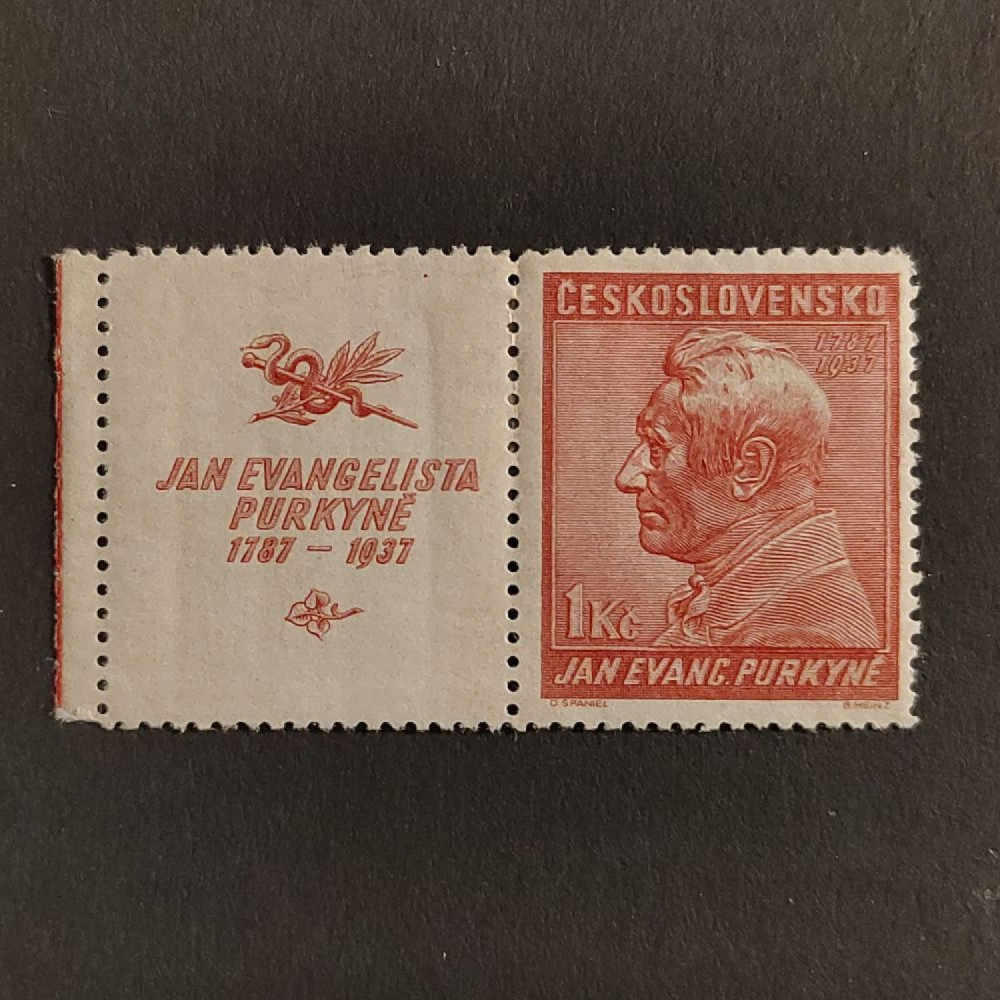 JAN EVANGELISTA
PURKYNĚ
1787 – 1937
ČESKOSLOVENSKO
1787
1937
1Kč
JAN EVANG. PURKYNĚ
O. ŠPANIEL
B. HEINZ